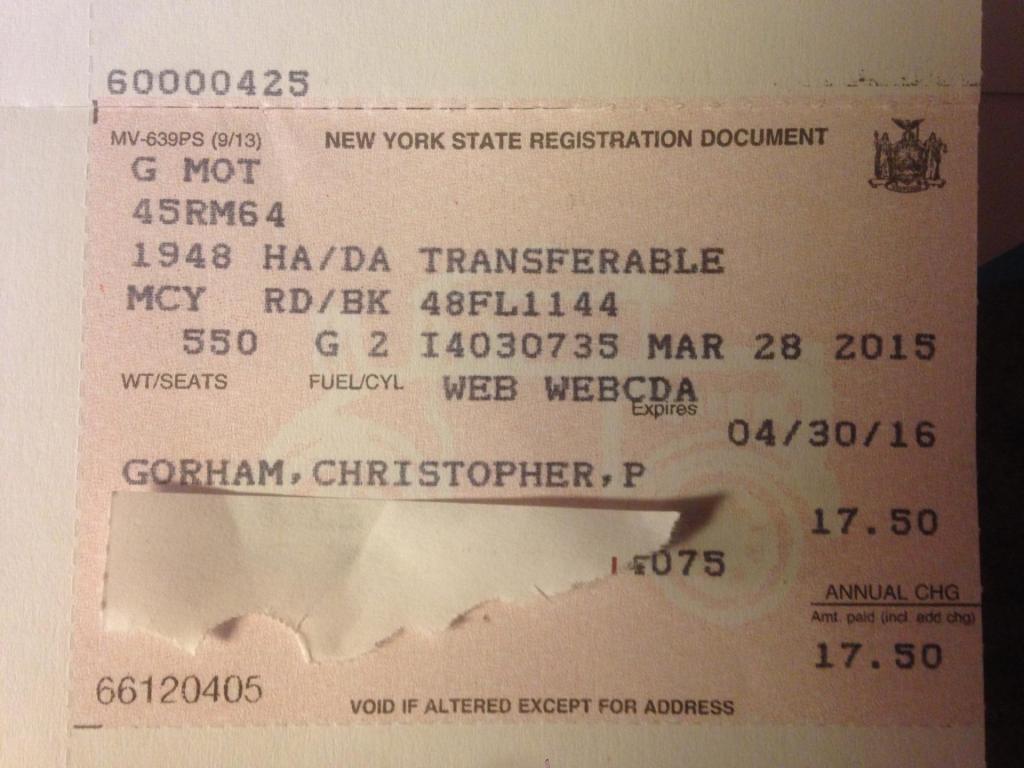 60000425
MV-639PS (9/13) NEW YORK STATE REGISTRATION DOCUMENT
G MOT
45RM64
1948 HA/DA TRANSFERABLE
MCY RD/BK 48FL1144
550 G 2 I4030735 MAR 28 2015
WT/SEATS FUEL/CYL WEB WEBCDA
Expires
04/30/16
GORHAM,CHRISTOPHER,P
17.50
14075
ANNUAL CHG
Amt. paid (incl. add chg)
17.50
66120405
VOID IF ALTERED EXCEPT FOR ADDRESS